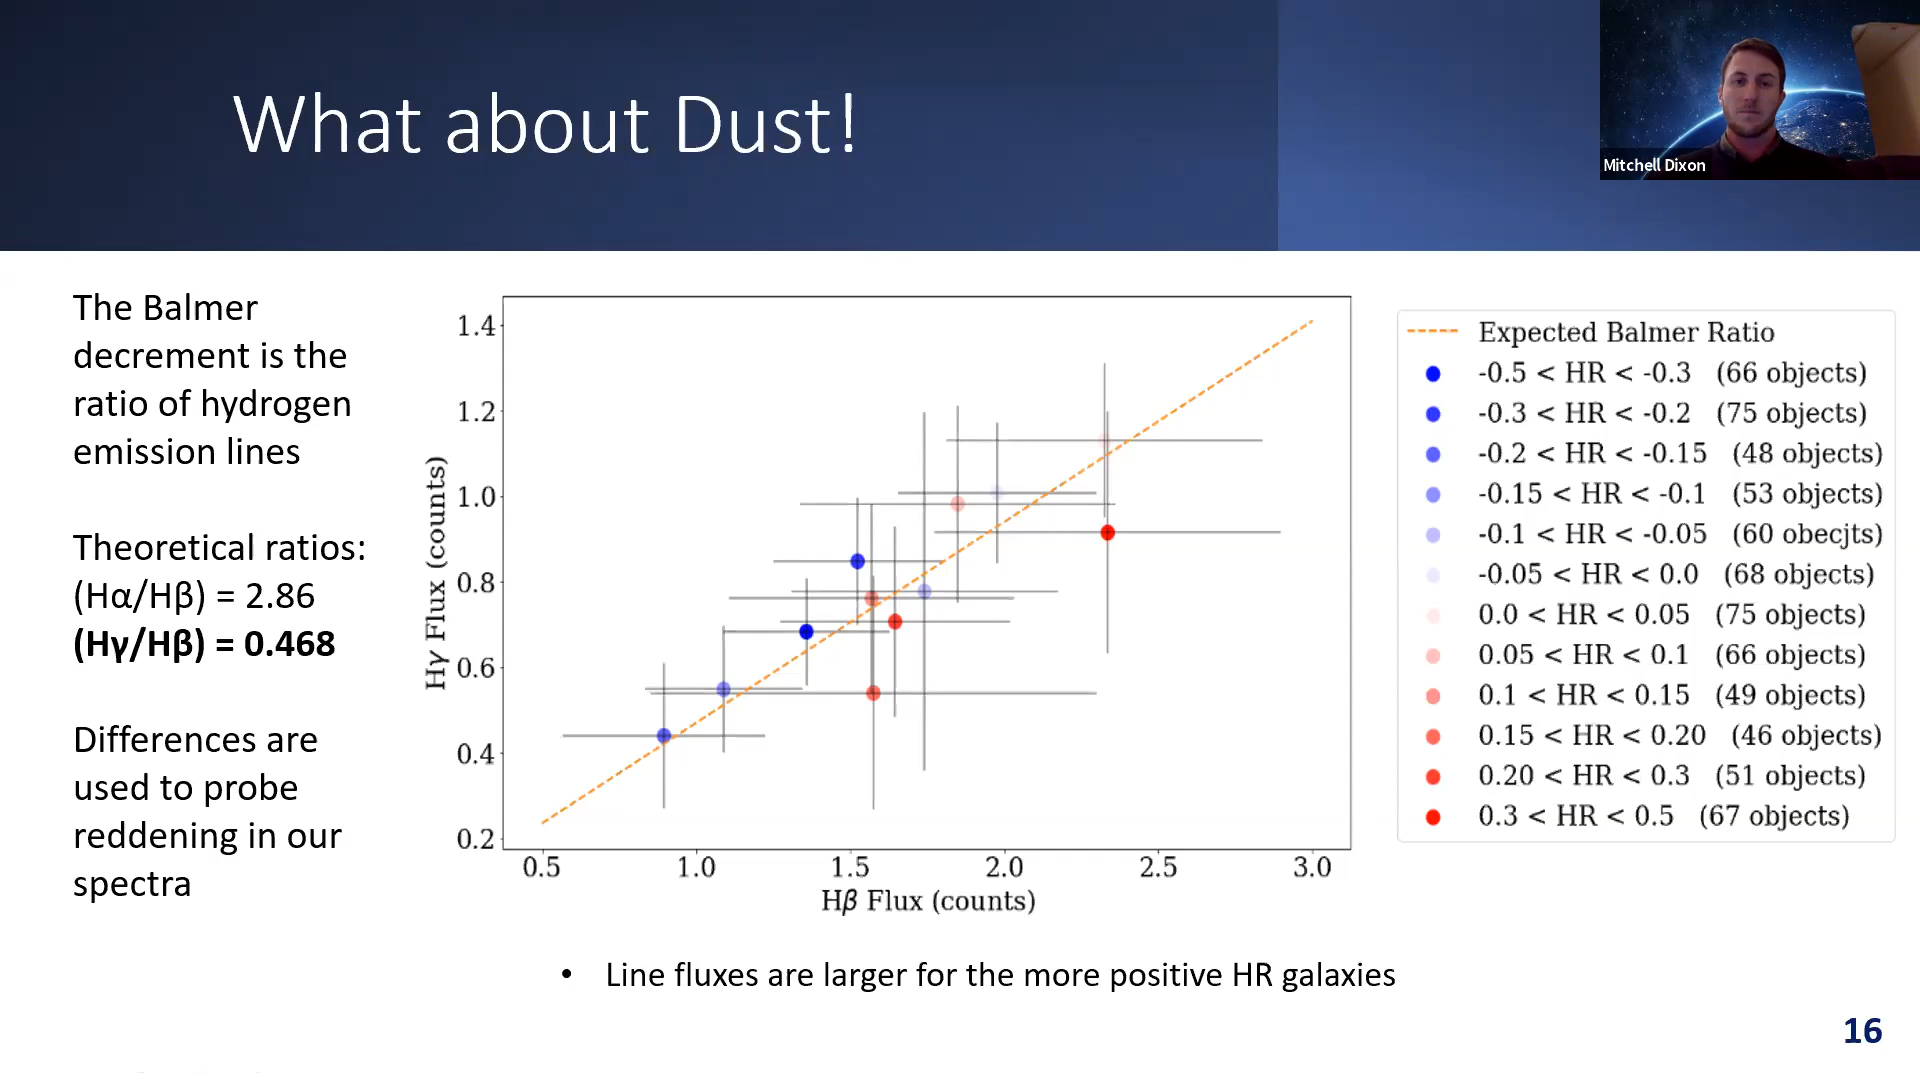 What about Dust!
Mitchell Dixon
The Balmer
decrement is the
ratio of hydrogen
emission lines
Theoretical ratios:
(Hα/Hβ) = 2.86
(Hγ/Hβ) = 0.468
Differences are
used to probe
reddening in our
spectra
Hγ Flux (counts)
1.4
1.2
1.0
0.8
0.6
0.4
0.2
0.5 1.0 1.5 2.0 2.5 3.0
Hβ Flux (counts)
Expected Balmer Ratio
-0.5 < HR < -0.3 (66 objects)
-0.3 < HR < -0.2 (75 objects)
-0.2 < HR < -0.15 (48 objects)
-0.15 < HR < -0.1 (53 objects)
-0.1 < HR < -0.05 (60 obecjts)
-0.05 < HR < 0.0 (68 objects)
0.0 < HR < 0.05 (75 objects)
0.05 < HR < 0.1 (66 objects)
0.1 < HR < 0.15 (49 objects)
0.15 < HR < 0.20 (46 objects)
0.20 < HR < 0.3 (51 objects)
0.3 < HR < 0.5 (67 objects)
• Line fluxes are larger for the more positive HR galaxies
16